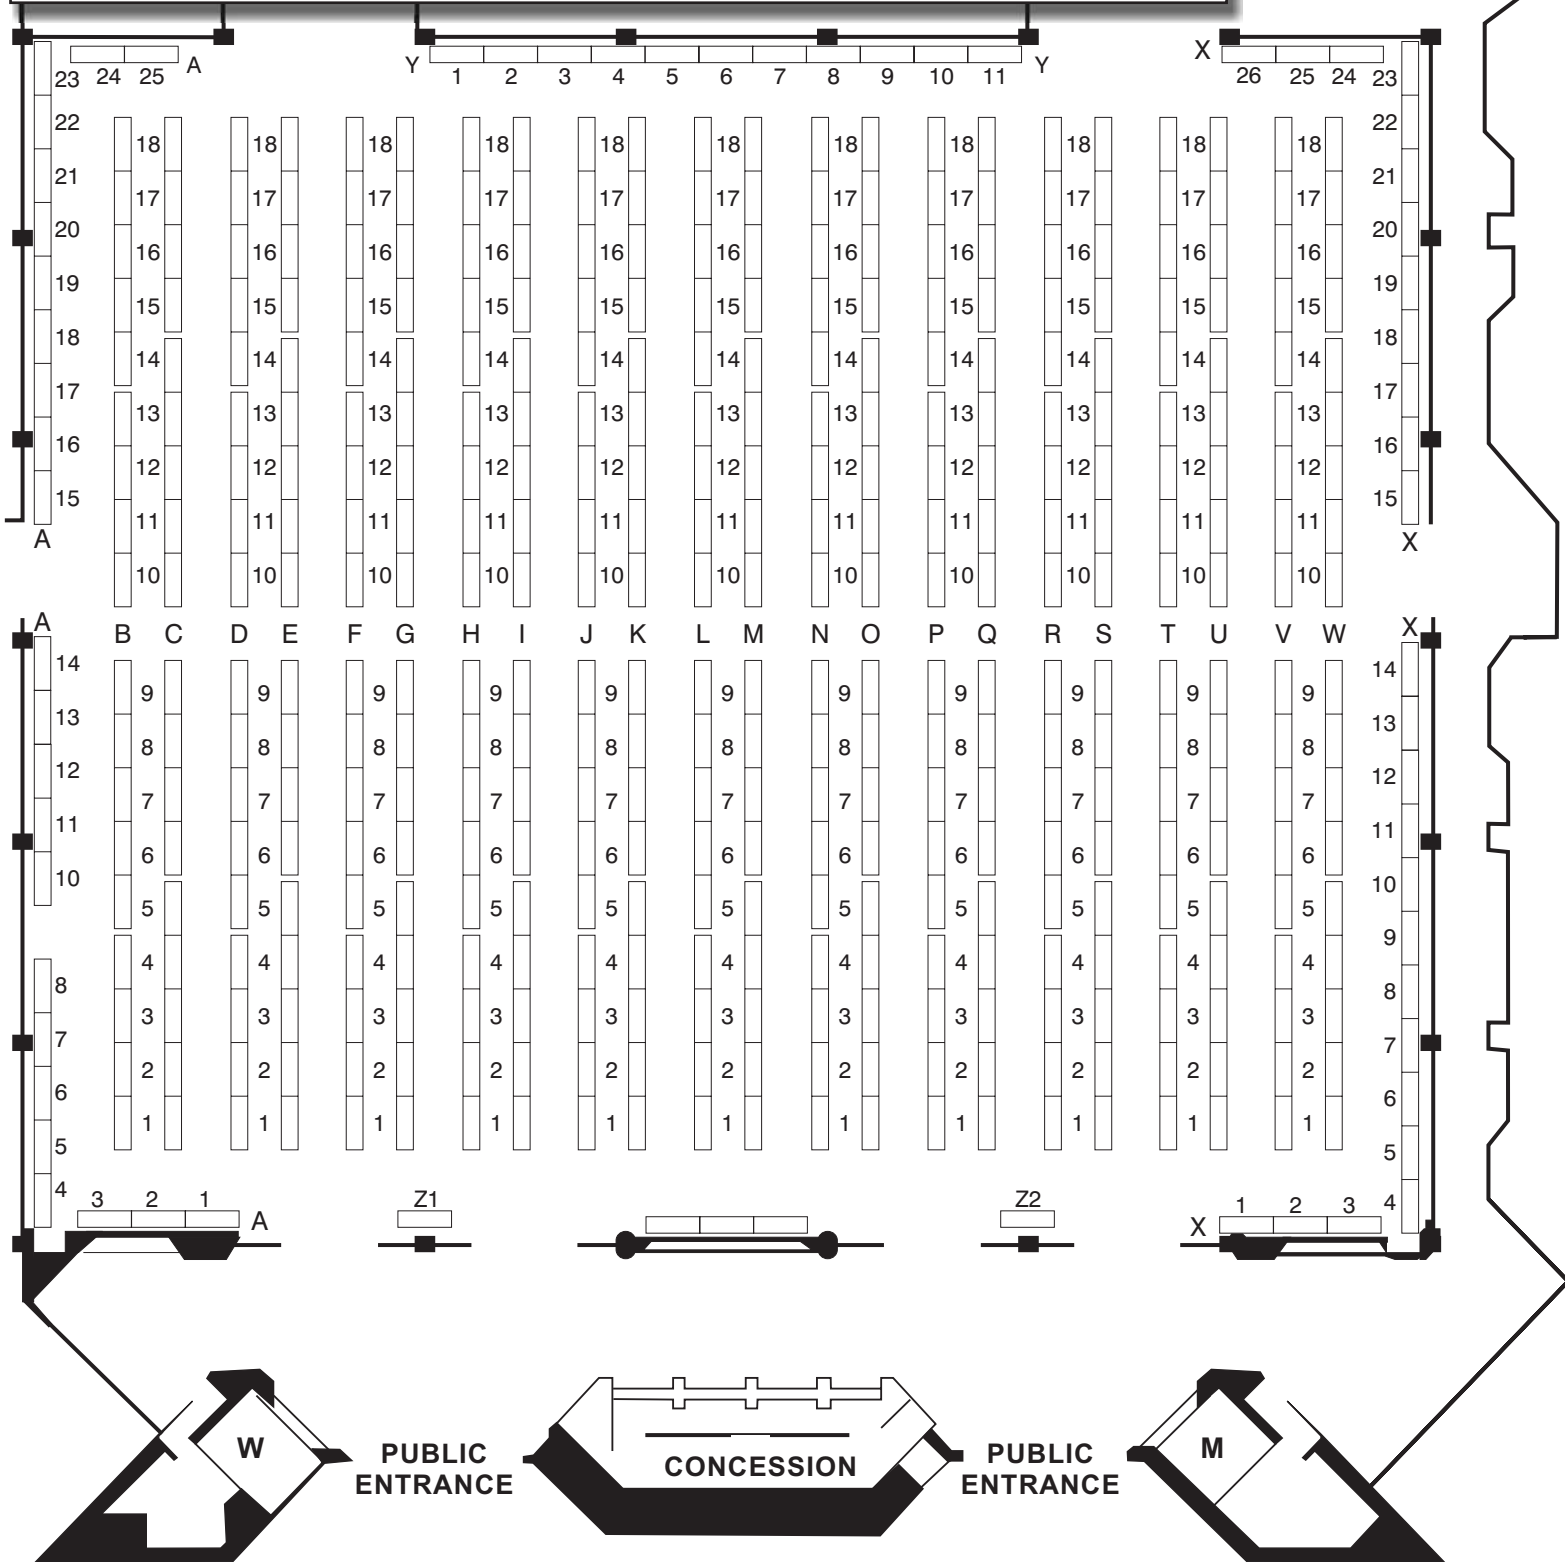 23 24 25 A Y 1 2 3 4 5 6 7 8 9 10 11 Y X 26 25 24 23
22 22
18 18 18 18 18 18 18 18 18 18 18
21 21
17 17 17 17 17 17 17 17 17 17 17
20 20
16 16 16 16 16 16 16 16 16 16 16
19 19
15 15 15 15 15 15 15 15 15 15 15
18 18
14 14 14 14 14 14 14 14 14 14 14
17 17
13 13 13 13 13 13 13 13 13 13 13
16 16
12 12 12 12 12 12 12 12 12 12 12
15 15
11 11 11 11 11 11 11 11 11 11 11
A X
10 10 10 10 10 10 10 10 10 10 10
A X
B C D E F G H I J K L M N O P Q R S T U V W
14 14
9 9 9 9 9 9 9 9 9 9 9
13 13
8 8 8 8 8 8 8 8 8 8 8
12 12
7 7 7 7 7 7 7 7 7 7 7
11 11
6 6 6 6 6 6 6 6 6 6 6
10 10
5 5 5 5 5 5 5 5 5 5 5
9
4 4 4 4 4 4 4 4 4 4 4
8 8
3 3 3 3 3 3 3 3 3 3 3
7 7
2 2 2 2 2 2 2 2 2 2 2
6 6
1 1 1 1 1 1 1 1 1 1 1
5 5
4 3 2 1 A Z1 Z2 X 1 2 3 4
W
PUBLIC
ENTRANCE
CONCESSION
PUBLIC
ENTRANCE
M